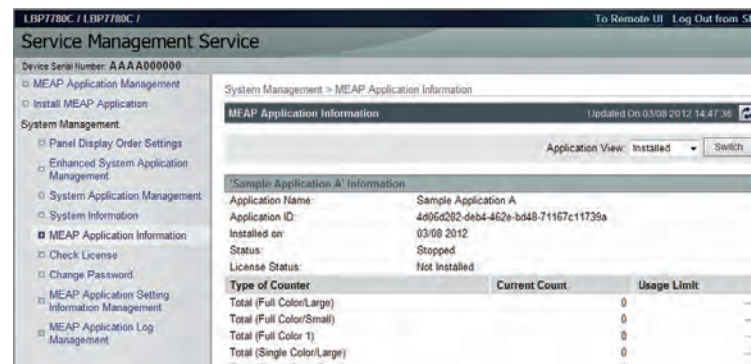 LBP7780C / LBP7780C /
To Remote UI Log Out from
Service Management Service
Device Serial Number: AAAA000000
MEAP Application Management
Install MEAP Application
System Management
Panel Display Order Settings
Enhanced System Application
Management
System Application Management
System Information
MEAP Application Information
Check License
Change Password
MEAP Application Setting
Information Management
MEAP Application Log
Management
System Management > MEAP Application Information
MEAP Application Information
Updated On 03/08 2012 14:47:36
Application View: Installed Switch
'Sample Application A' Information
Application Name: Sample Application A
Application ID: 4d06d282-deb4-462e-bd48-71167c11739a
Installed on: 03/08 2012
Status: Stopped
License Status: Not Installed
Type of Counter Current Count Usage Limit
Total (Full Color/Large) 0
Total (Full Color/Small) 0
Total (Full Color 1) 0
Total (Single Color/Large) 0